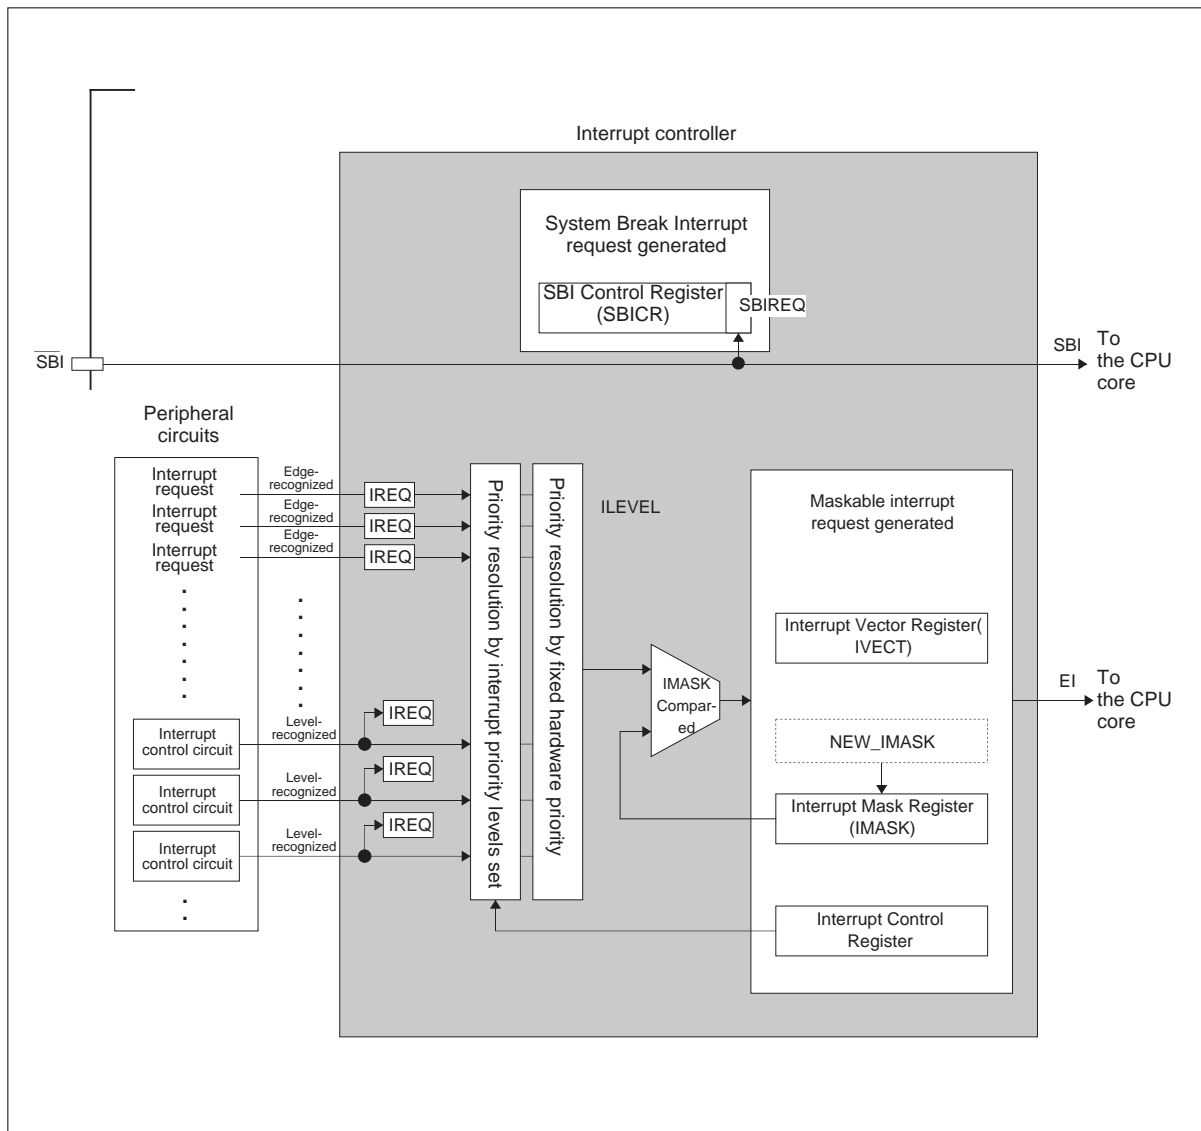 Interrupt controller
System Break Interrupt
request generated
SBI Control Register
(SBICR)
SBIREQ
SBI
SBI
To
the CPU
core
Peripheral
circuits
Interrupt
request
Edge-
recognized
IREQ
Interrupt
request
Edge-
recognized
IREQ
Interrupt
request
Edge-
recognized
IREQ
Priority resolution by interrupt priority levels set
Priority resolution by fixed hardware priority
ILEVEL
Maskable interrupt
request generated
Interrupt Vector Register(
IVECT)
IMASK
Compar-
ed
EI
To
the CPU
core
IREQ
Interrupt
control circuit
Level-
recognized
IREQ
Interrupt
control circuit
Level-
recognized
IREQ
Interrupt
control circuit
Level-
recognized
NEW_IMASK
Interrupt Mask Register
(IMASK)
Interrupt Control
Register